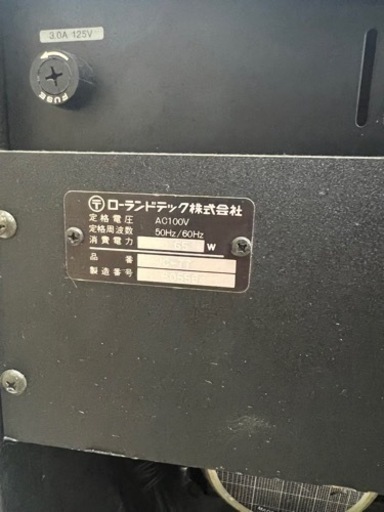 3.0A 125V
FUSE
〒 ローランドテック株式会社
定格電圧 AC100V
定格周波数 50Hz/60Hz
消費電力 W
品番
製造番号